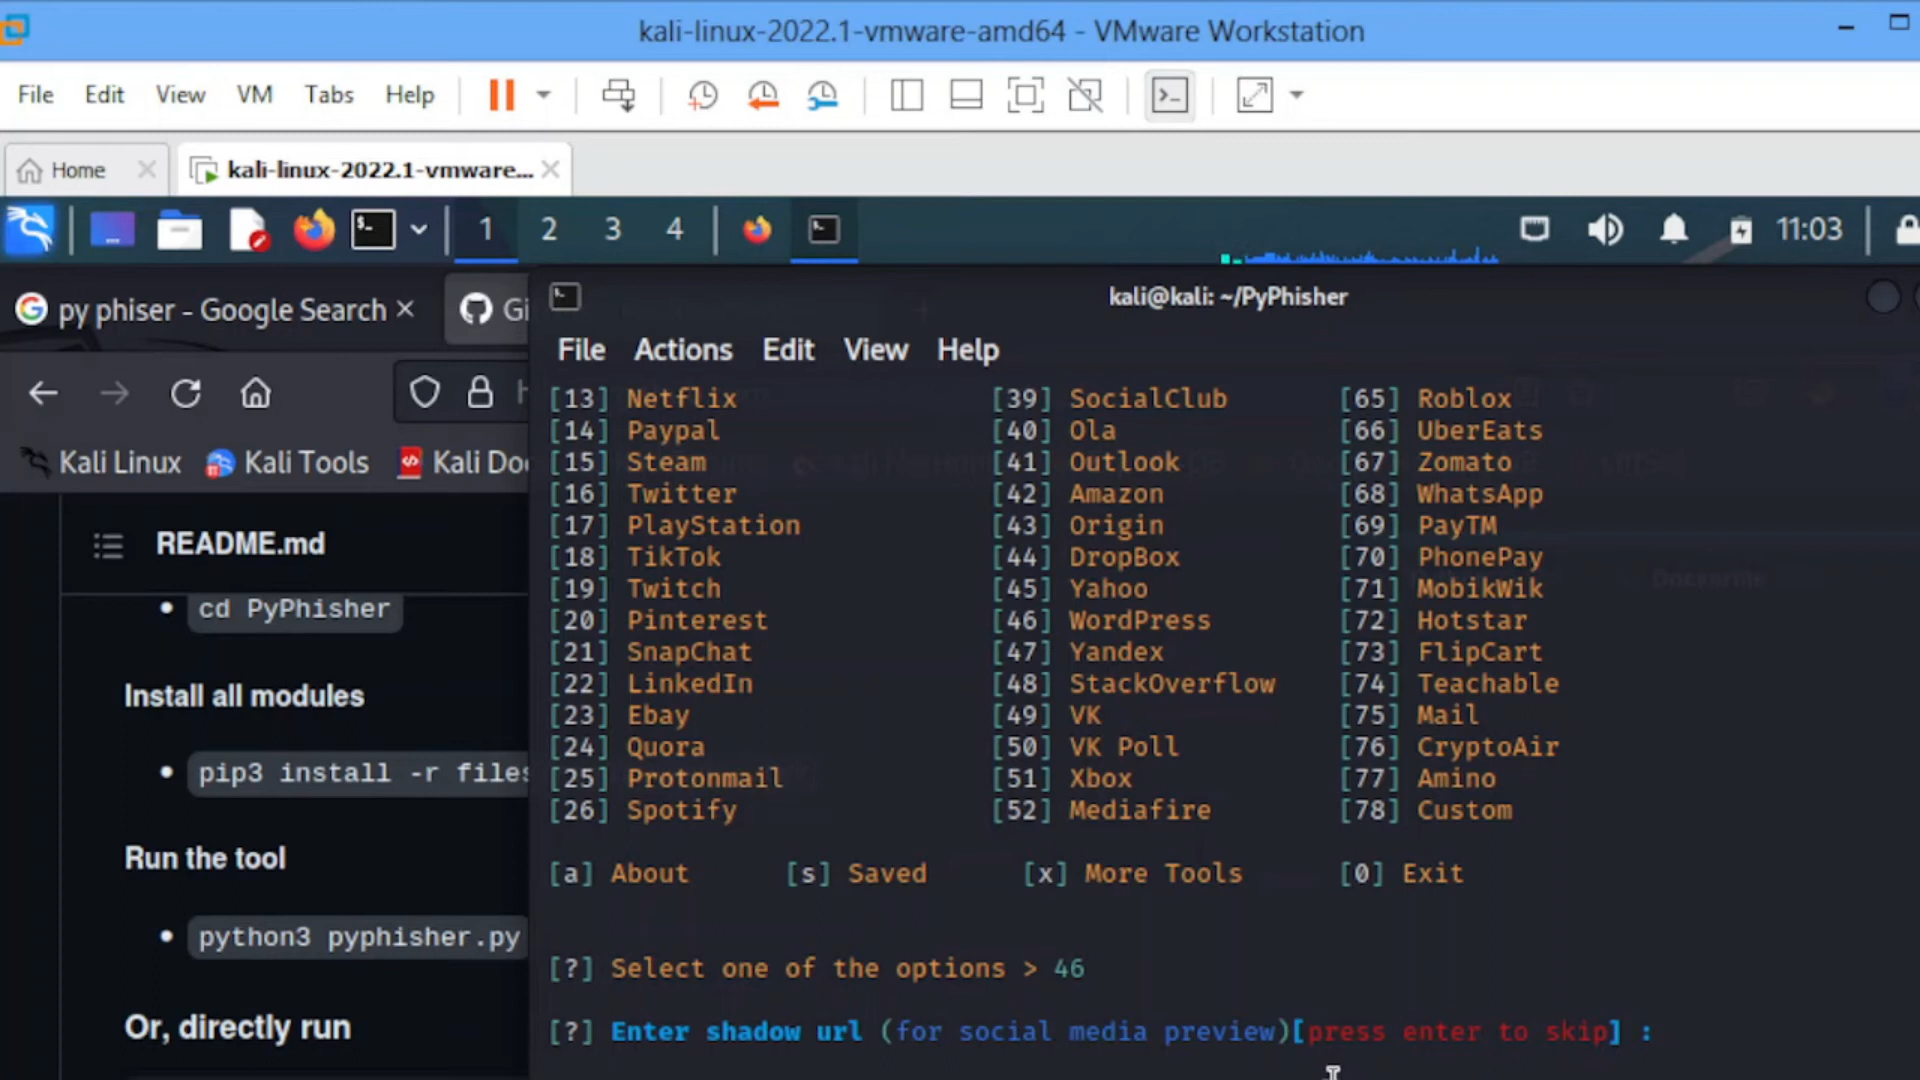 kali-linux-2022.1-vmware-amd64 - VMware Workstation
File Edit View VM Tabs Help
Home kali-linux-2022.1-vmware...
1 2 3 4 11:03
py phiser - Google Search
kali@kali: ~/PyPhisher
File Actions Edit View Help
Kali Linux Kali Tools Kali Do
README.md
cd PyPhisher
Install all modules
pip3 install -r files
Run the tool
python3 pyphisher.py
Or, directly run
[13] Netflix [39] SocialClub [65] Roblox
[14] Paypal [40] Ola [66] UberEats
[15] Steam [41] Outlook [67] Zomato
[16] Twitter [42] Amazon [68] WhatsApp
[17] PlayStation [43] Origin [69] PayTM
[18] TikTok [44] DropBox [70] PhonePay
[19] Twitch [45] Yahoo [71] MobikWik
[20] Pinterest [46] WordPress [72] Hotstar
[21] SnapChat [47] Yandex [73] FlipCart
[22] LinkedIn [48] StackOverflow [74] Teachable
[23] Ebay [49] VK [75] Mail
[24] Quora [50] VK Poll [76] CryptoAir
[25] Protonmail [51] Xbox [77] Amino
[26] Spotify [52] Mediafire [78] Custom
[a] About [s] Saved [x] More Tools [0] Exit
[?] Select one of the options > 46
[?] Enter shadow url (for social media preview)[press enter to skip] :